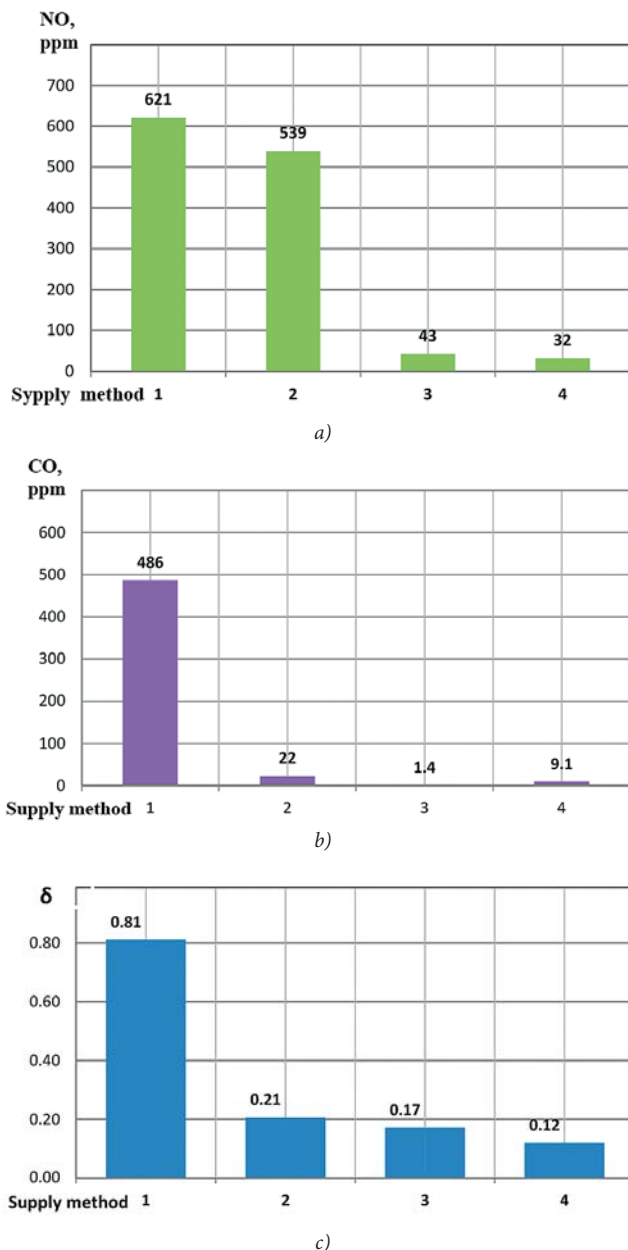 NO,
ppm
700
621
600
539
500
400
300
200
100
43
32
0
Sypply method 1 2 3 4
a)
CO,
ppm
600
486
500
400
300
200
100
22
1.4
9.1
0
Supply method 1 2 3 4
b)
δ
0.81
0.80
0.60
0.40
0.21
0.20
0.17
0.12
0.00
Supply method 1 2 3 4
c)